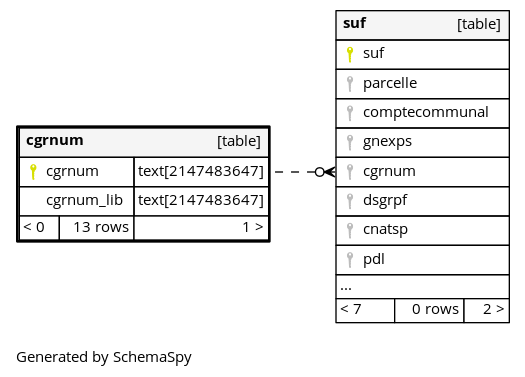 cgrnum [table]
cgrnum text[2147483647]
cgrnum_lib text[2147483647]
< 0 13 rows 1 >
suf [table]
suf
parcelle
comptecommunal
gnexps
cgrnum
dsgrpf
cnatsp
pdl
...
< 7 0 rows 2 >
Generated by SchemaSpy